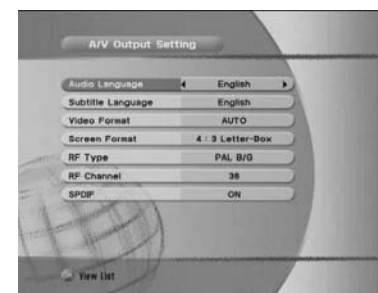 A/V Output Setting
Audio Language English
Subtitle Language English
Video Format AUTO
Screen Format 4 : 3 Letter-Box
RF Type PAL B/G
RF Channel 38
SPDIF ON
View List